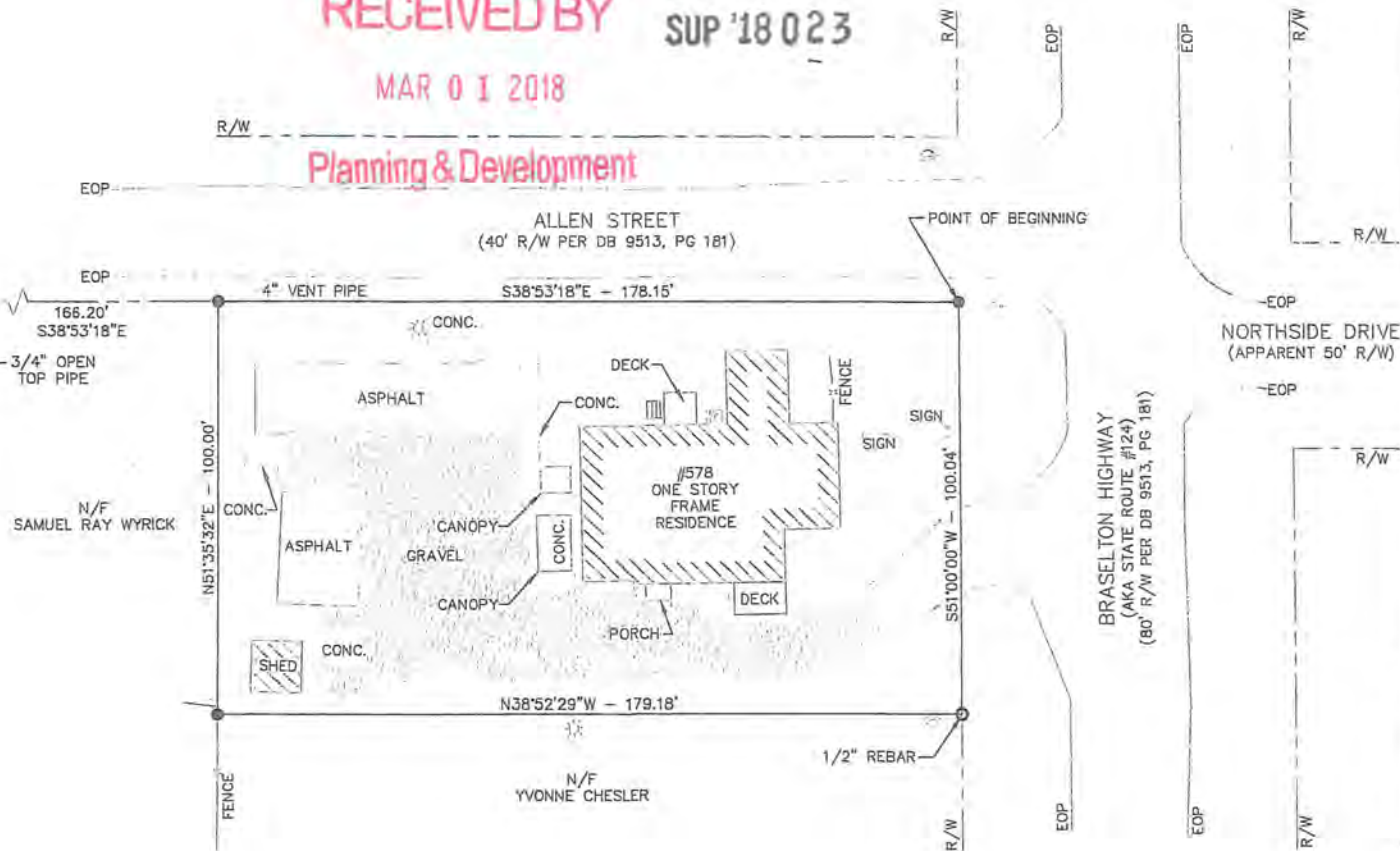 RECEIVED BY
SUP '18 023
MAR 0 1 2018
Planning & Development
R/W
EOP
EOP
R/W
R/W
EOP
ALLEN STREET
(40' R/W PER DB 9513, PG 181)
POINT OF BEGINNING
R/W
EOP
4" VENT PIPE
S38°53'18"E - 178.15'
166.20'
S38°53'18"E
3/4" OPEN
TOP PIPE
EOP
NORTHSIDE DRIVE
(APPARENT 50' R/W)
EOP
R/W
CONC.
DECK
ASPHALT
CONC.
FENCE
SIGN
SIGN
N51°35'32"E - 100.00'
#578
ONE STORY
FRAME
RESIDENCE
S51°00'00"W - 100.04'
BRASELTON HIGHWAY
(AKA STATE ROUTE #124)
(80' R/W PER DB 9513, PG 181)
N/F
SAMUEL RAY WYRICK
CONC.
CANOPY
ASPHALT
GRAVEL
CONC.
CANOPY
DECK
PORCH
CONC.
SHED
N38°52'29"W - 179.18'
1/2" REBAR
N/F
YVONNE CHESLER
FENCE
R/W
EOP
EOP
R/W